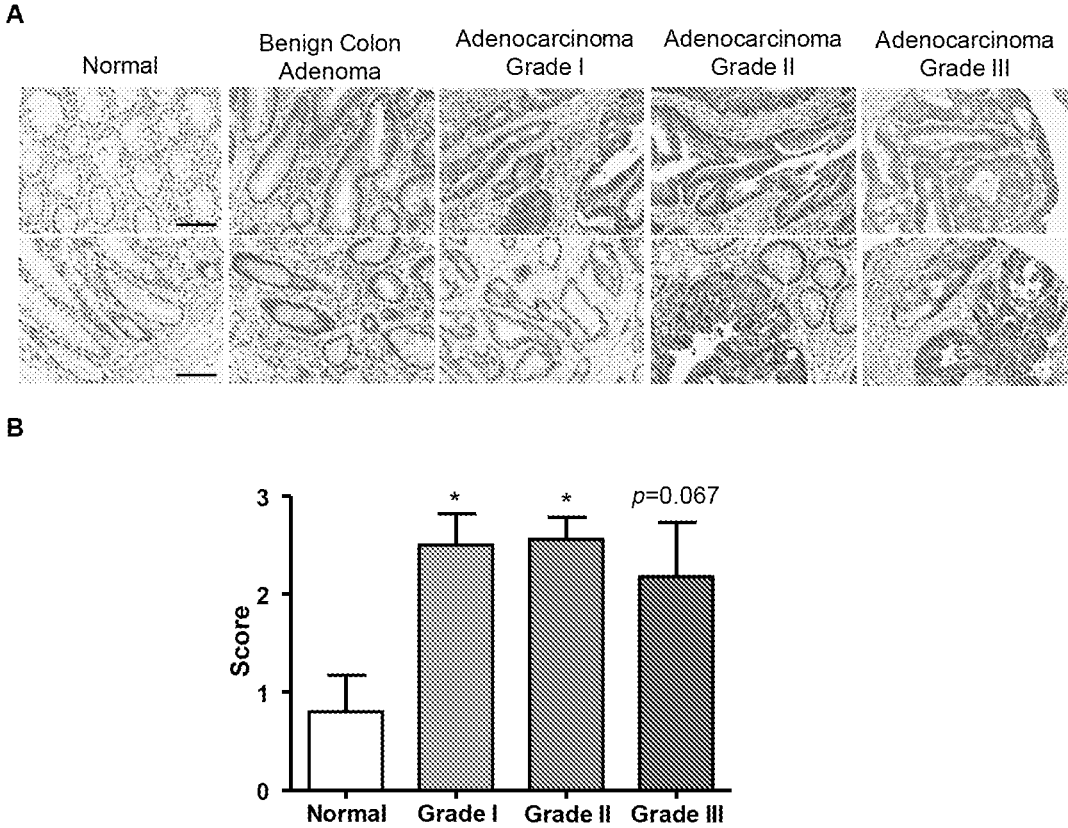 A
Normal
Benign Colon
Adenoma
Adenocarcinoma
Grade I
Adenocarcinoma
Grade II
Adenocarcinoma
Grade III
B
3
2
1
0
Score
*
*
p=0.067
Normal
Grade I
Grade II
Grade III